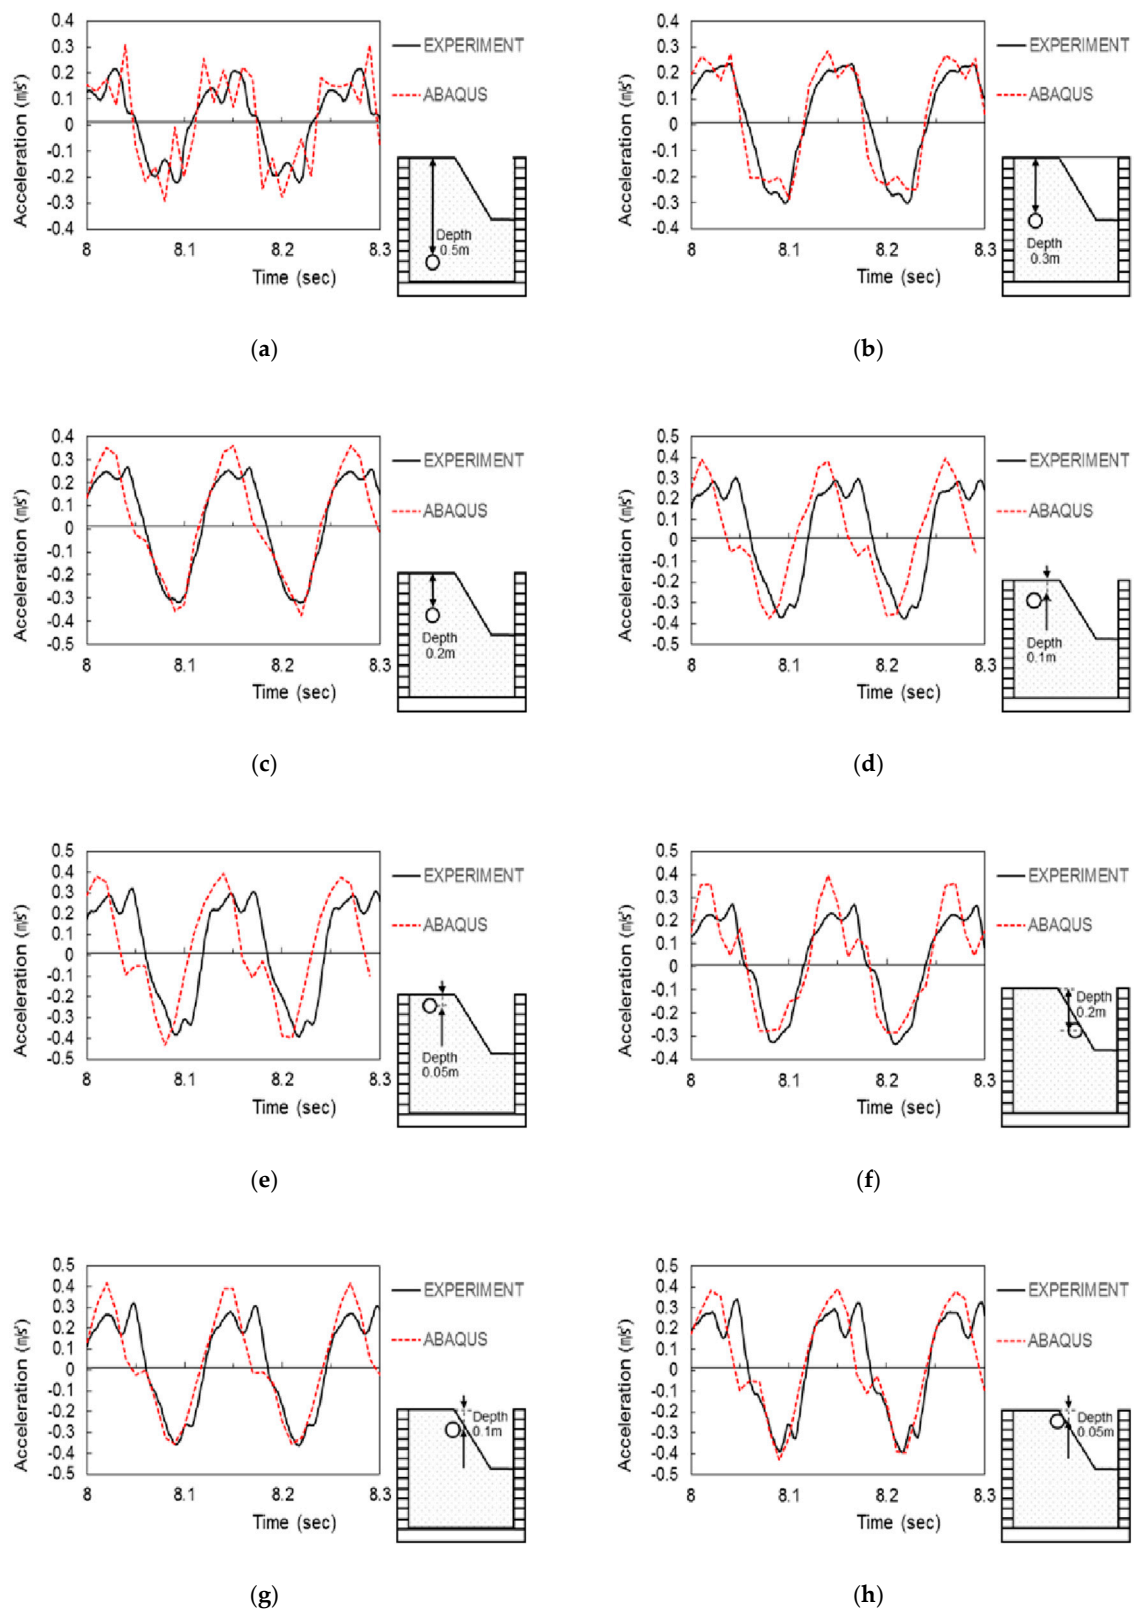 Acceleration (m/s²)
0.4
0.3
0.2
0.1
0
-0.1
-0.2
-0.3
-0.4
8 8.1 8.2 8.3
Time (sec)
EXPERIMENT
ABAQUS
Depth
0.5m
(a)
Acceleration (m/s²)
0.4
0.3
0.2
0.1
0
-0.1
-0.2
-0.3
-0.4
8 8.1 8.2 8.3
Time (sec)
EXPERIMENT
ABAQUS
Depth
0.3m
(b)
Acceleration (m/s²)
0.4
0.3
0.2
0.1
0
-0.1
-0.2
-0.3
-0.4
-0.5
8 8.1 8.2 8.3
Time (sec)
EXPERIMENT
ABAQUS
Depth
0.2m
(c)
Acceleration (m/s²)
0.5
0.4
0.3
0.2
0.1
0
-0.1
-0.2
-0.3
-0.4
-0.5
8 8.1 8.2 8.3
Time (sec)
EXPERIMENT
ABAQUS
Depth
0.1m
(d)
Acceleration (m/s²)
0.5
0.4
0.3
0.2
0.1
0
-0.1
-0.2
-0.3
-0.4
-0.5
8 8.1 8.2 8.3
Time (sec)
EXPERIMENT
ABAQUS
Depth
0.05m
(e)
Acceleration (m/s²)
0.5
0.4
0.3
0.2
0.1
0
-0.1
-0.2
-0.3
-0.4
8 8.1 8.2 8.3
Time (sec)
EXPERIMENT
ABAQUS
Depth
0.2m
(f)
Acceleration (m/s²)
0.5
0.4
0.3
0.2
0.1
0
-0.1
-0.2
-0.3
-0.4
-0.5
8 8.1 8.2 8.3
Time (sec)
EXPERIMENT
ABAQUS
Depth
0.1m
(g)
Acceleration (m/s²)
0.5
0.4
0.3
0.2
0.1
0
-0.1
-0.2
-0.3
-0.4
-0.5
8 8.1 8.2 8.3
Time (sec)
EXPERIMENT
ABAQUS
Depth
0.05m
(h)